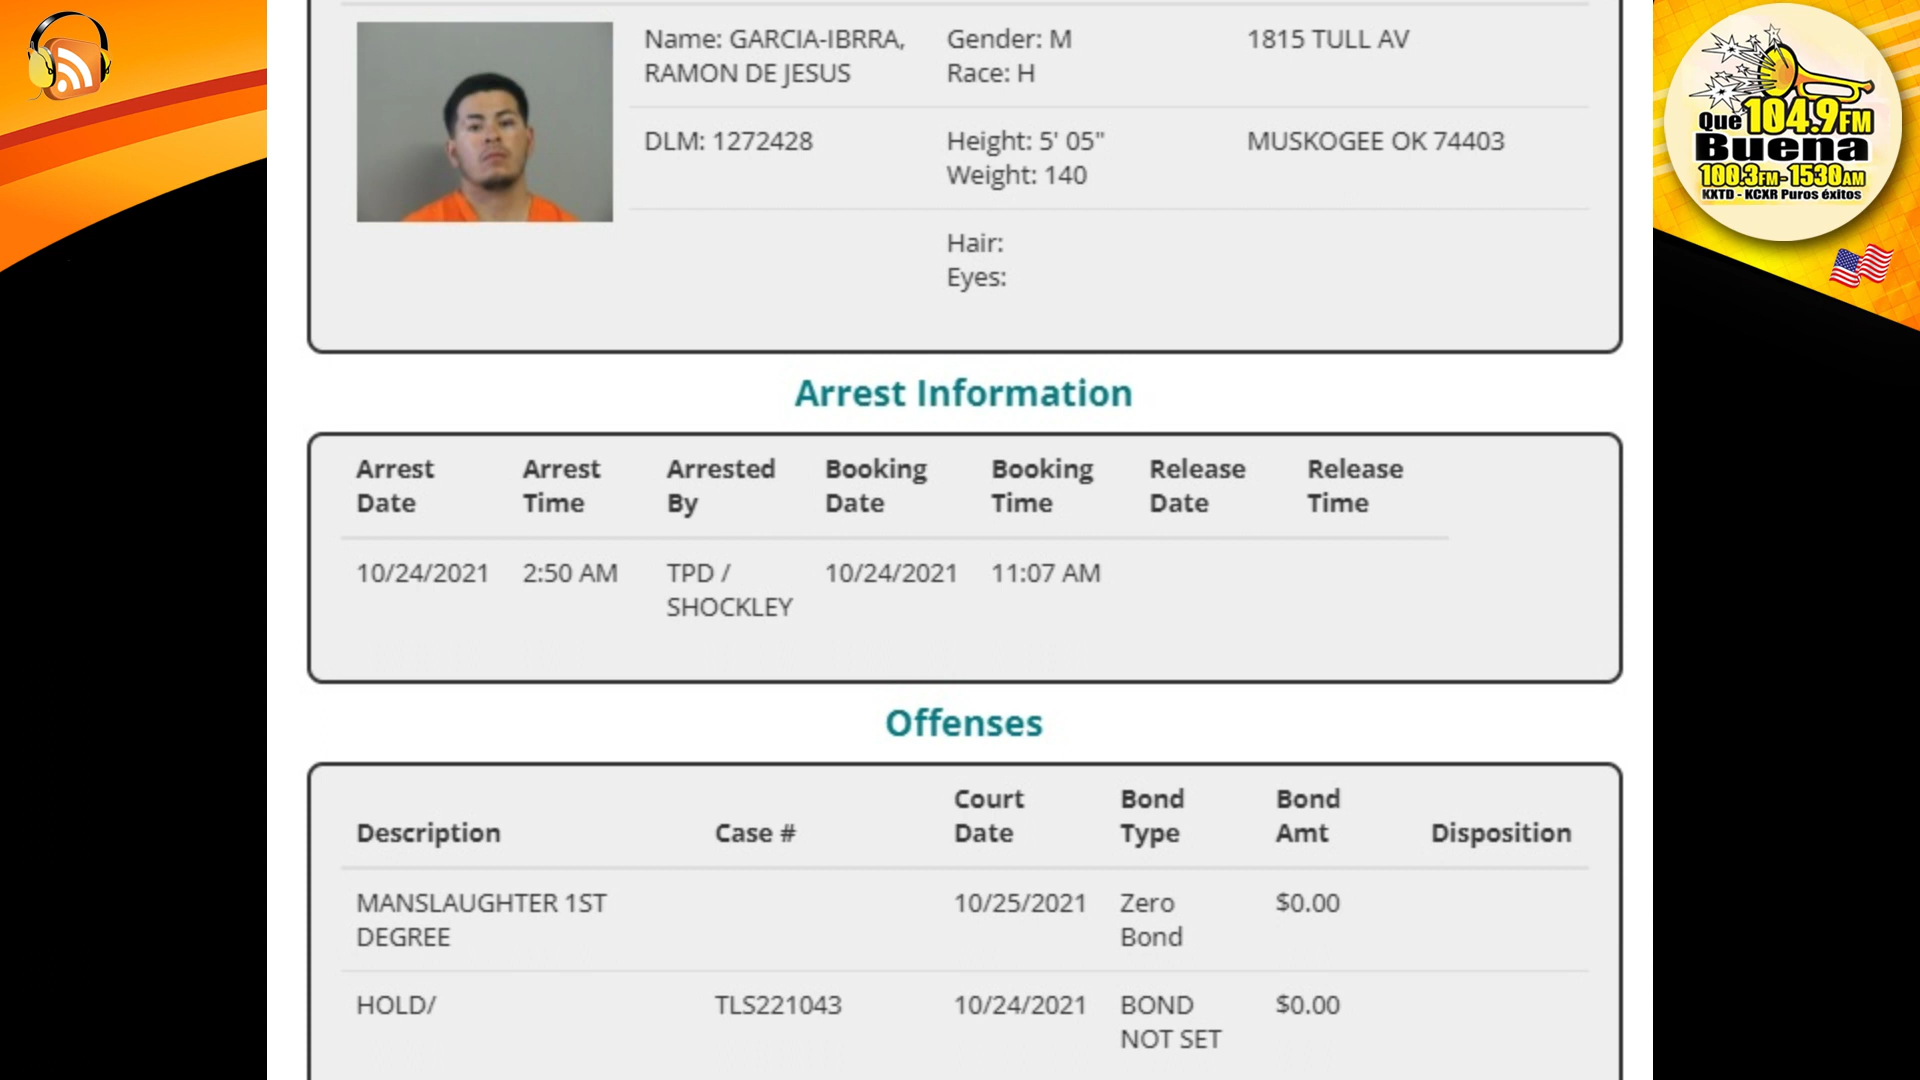 Name: GARCIA-IBRRA,
RAMON DE JESUS
Gender: M
Race: H
1815 TULL AV
DLM: 1272428
Height: 5' 05"
Weight: 140
MUSKOGEE OK 74403
Hair:
Eyes:
Arrest Information
Arrest Date
Arrest Time
Arrested By
Booking Date
Booking Time
Release Date
Release Time
10/24/2021
2:50 AM
TPD /
SHOCKLEY
10/24/2021
11:07 AM
Offenses
Description
Case #
Court Date
Bond Type
Bond Amt
Disposition
MANSLAUGHTER 1ST
DEGREE
10/25/2021
Zero
Bond
$0.00
HOLD/
TLS221043
10/24/2021
BOND
NOT SET
$0.00
Qué 104.9FM
Buena
100.3FM-1530AM
KXTD - KCXR Puros éxitos